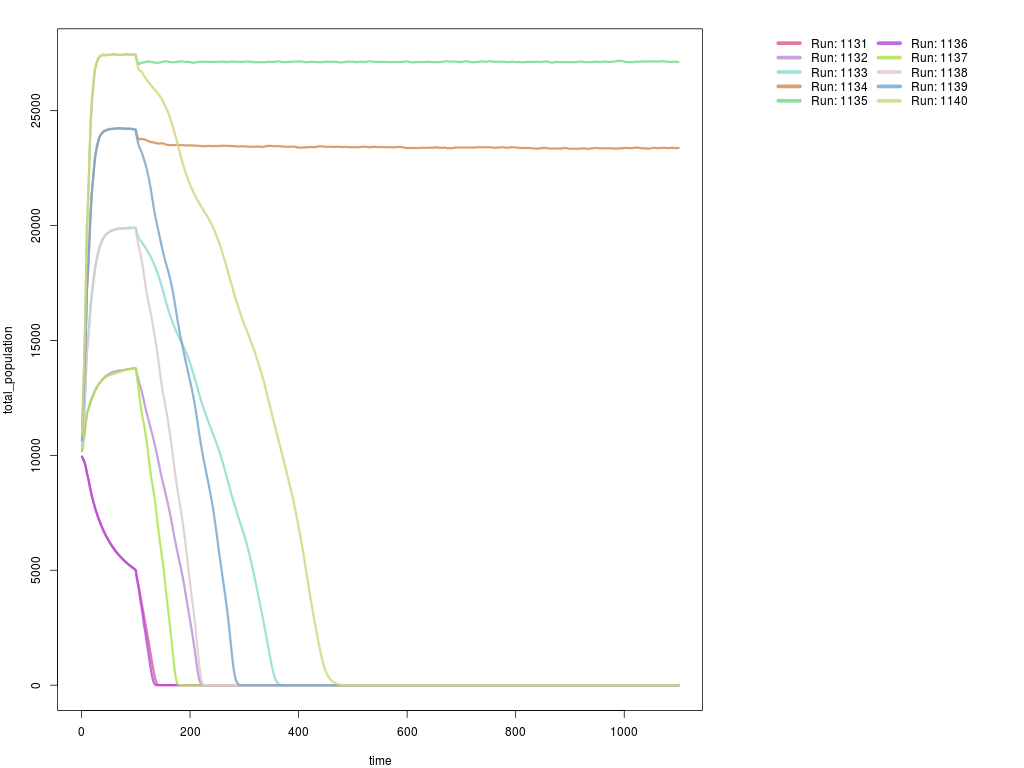 Run: 1131
Run: 1136
Run: 1132
Run: 1137
Run: 1133
Run: 1138
Run: 1134
Run: 1139
Run: 1135
Run: 1140
total_population
25000
20000
15000
10000
5000
0
0
200
400
600
800
1000
time